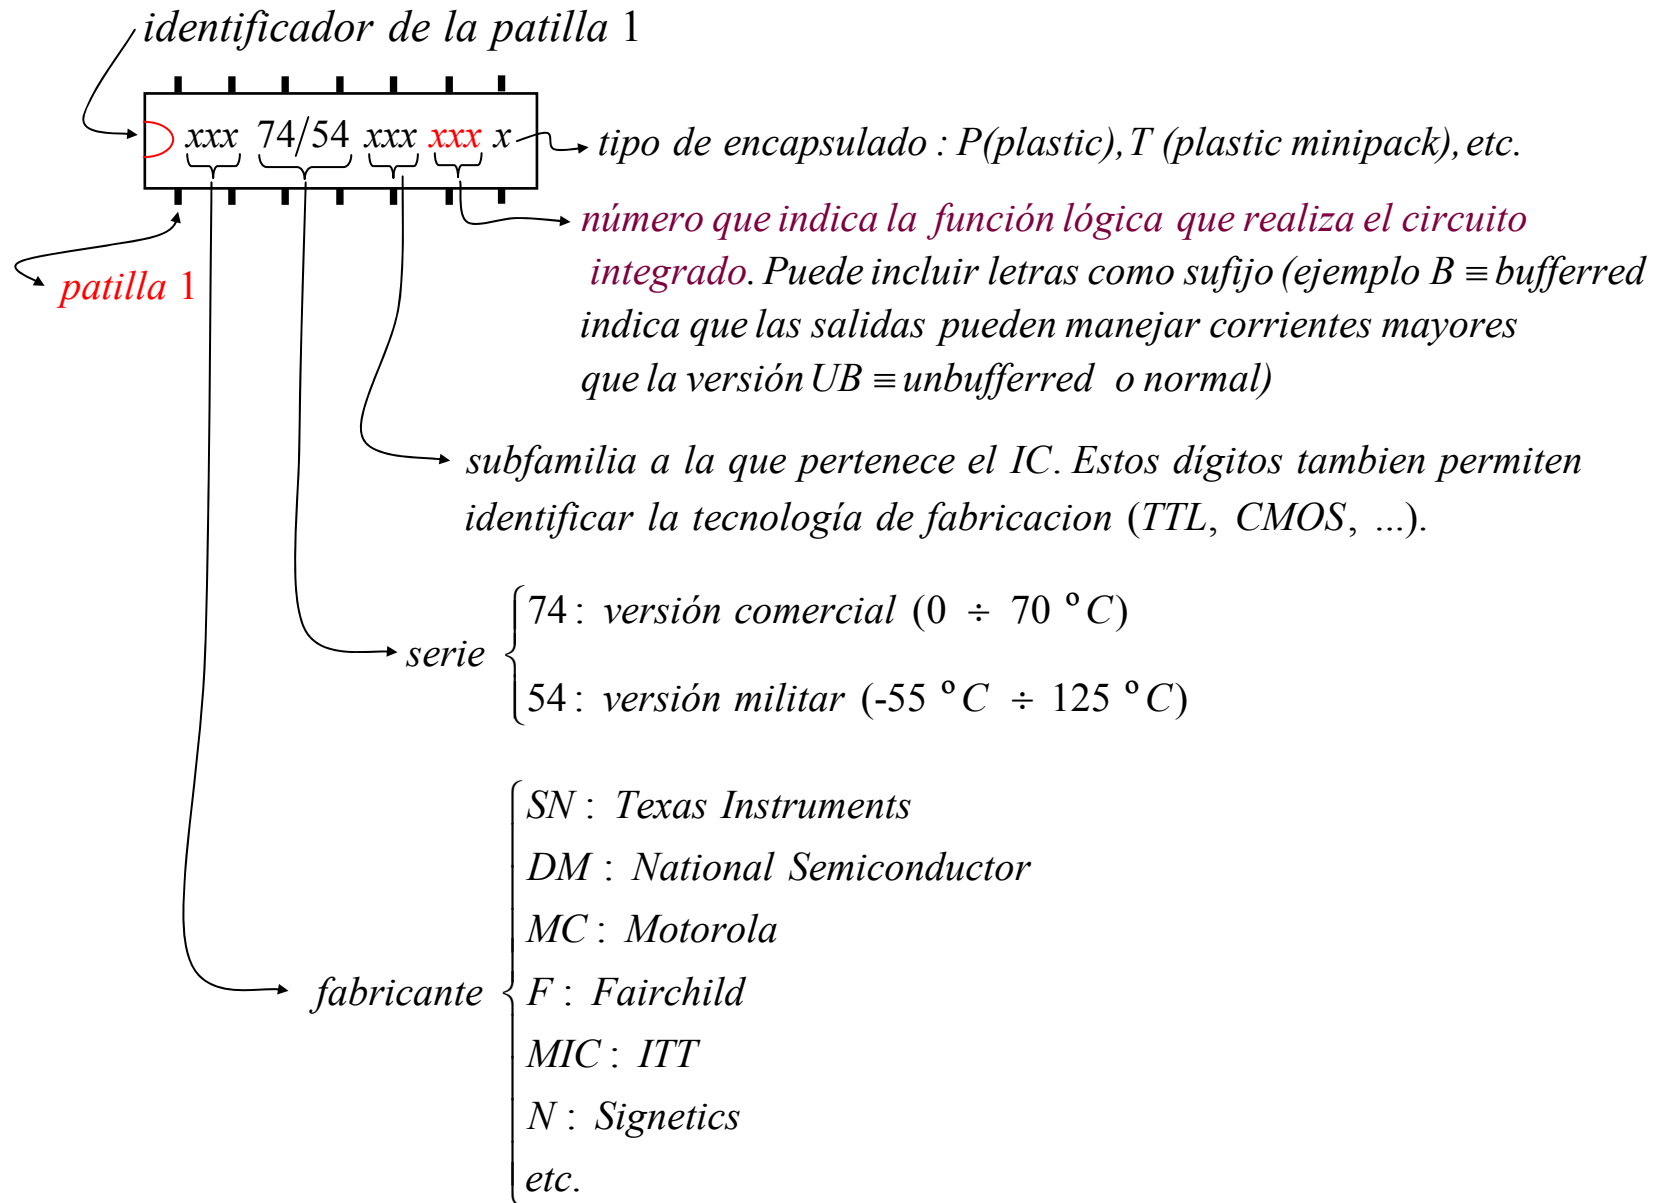 identificador de la patilla 1
xxx 74/54 xxx xxx x
tipo de encapsulado : P(plastic), T (plastic minipack), etc.
número que indica la función lógica que realiza el circuito
integrado. Puede incluir letras como sufijo (ejemplo B ≡ bufferred
indica que las salidas pueden manejar corrientes mayores
que la versión UB ≡ unbufferred o normal)
patilla 1
subfamilia a la que pertenece el IC. Estos dígitos tambien permiten
identificar la tecnología de fabricacion (TTL, CMOS, ...).
serie
74 : versión comercial (0 ÷ 70 ºC)
54 : versión militar (-55 ºC ÷ 125 ºC)
fabricante
SN : Texas Instruments
DM : National Semiconductor
MC : Motorola
F : Fairchild
MIC : ITT
N : Signetics
etc.